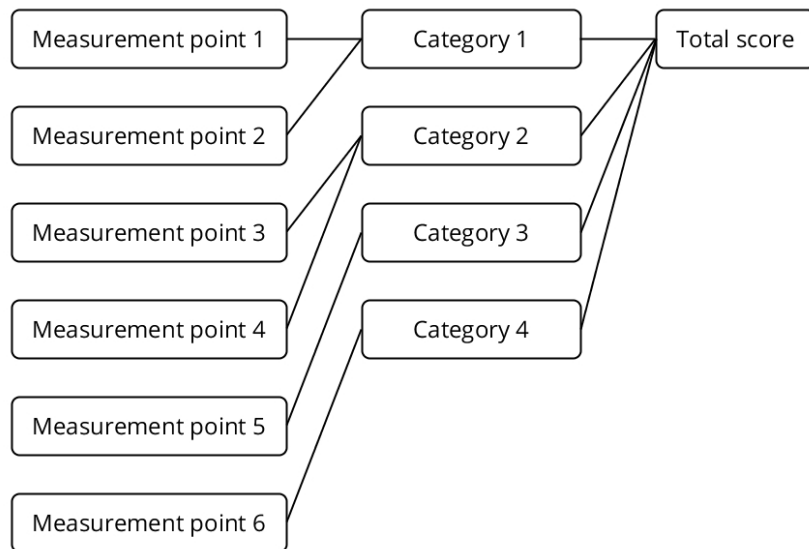 Measurement point 1
Category 1
Total score
Measurement point 2
Category 2
Measurement point 3
Category 3
Measurement point 4
Category 4
Measurement point 5
Measurement point 6